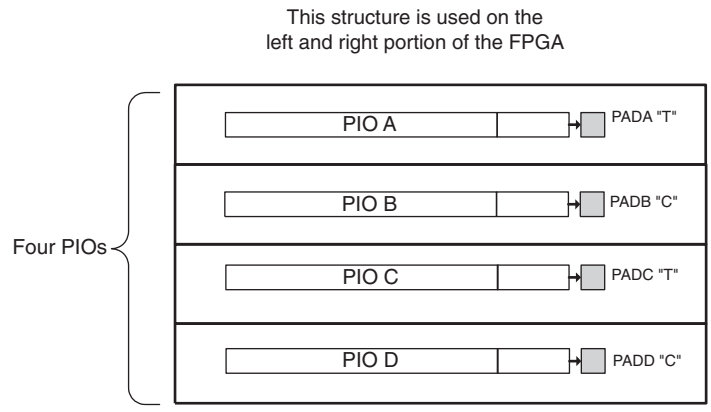 This structure is used on the
left and right portion of the FPGA
PIO A
PADA "T"
PIO B
PADB "C"
Four PIOs
PIO C
PADC "T"
PIO D
PADD "C"